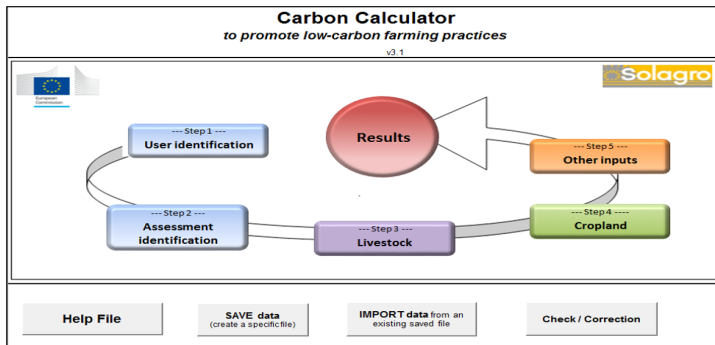 Carbon Calculator
to promote low-carbon farming practices
v3.1
European
Commission
Solagro
--- Step 1 ---
User identification
Results
--- Step 5 ---
Other inputs
--- Step 2 ---
Assessment
identification
--- Step 3 ---
Livestock
--- Step 4 ----
Cropland
Help File
SAVE data
(create a specific file)
IMPORT data from an
existing saved file
Check / Correction